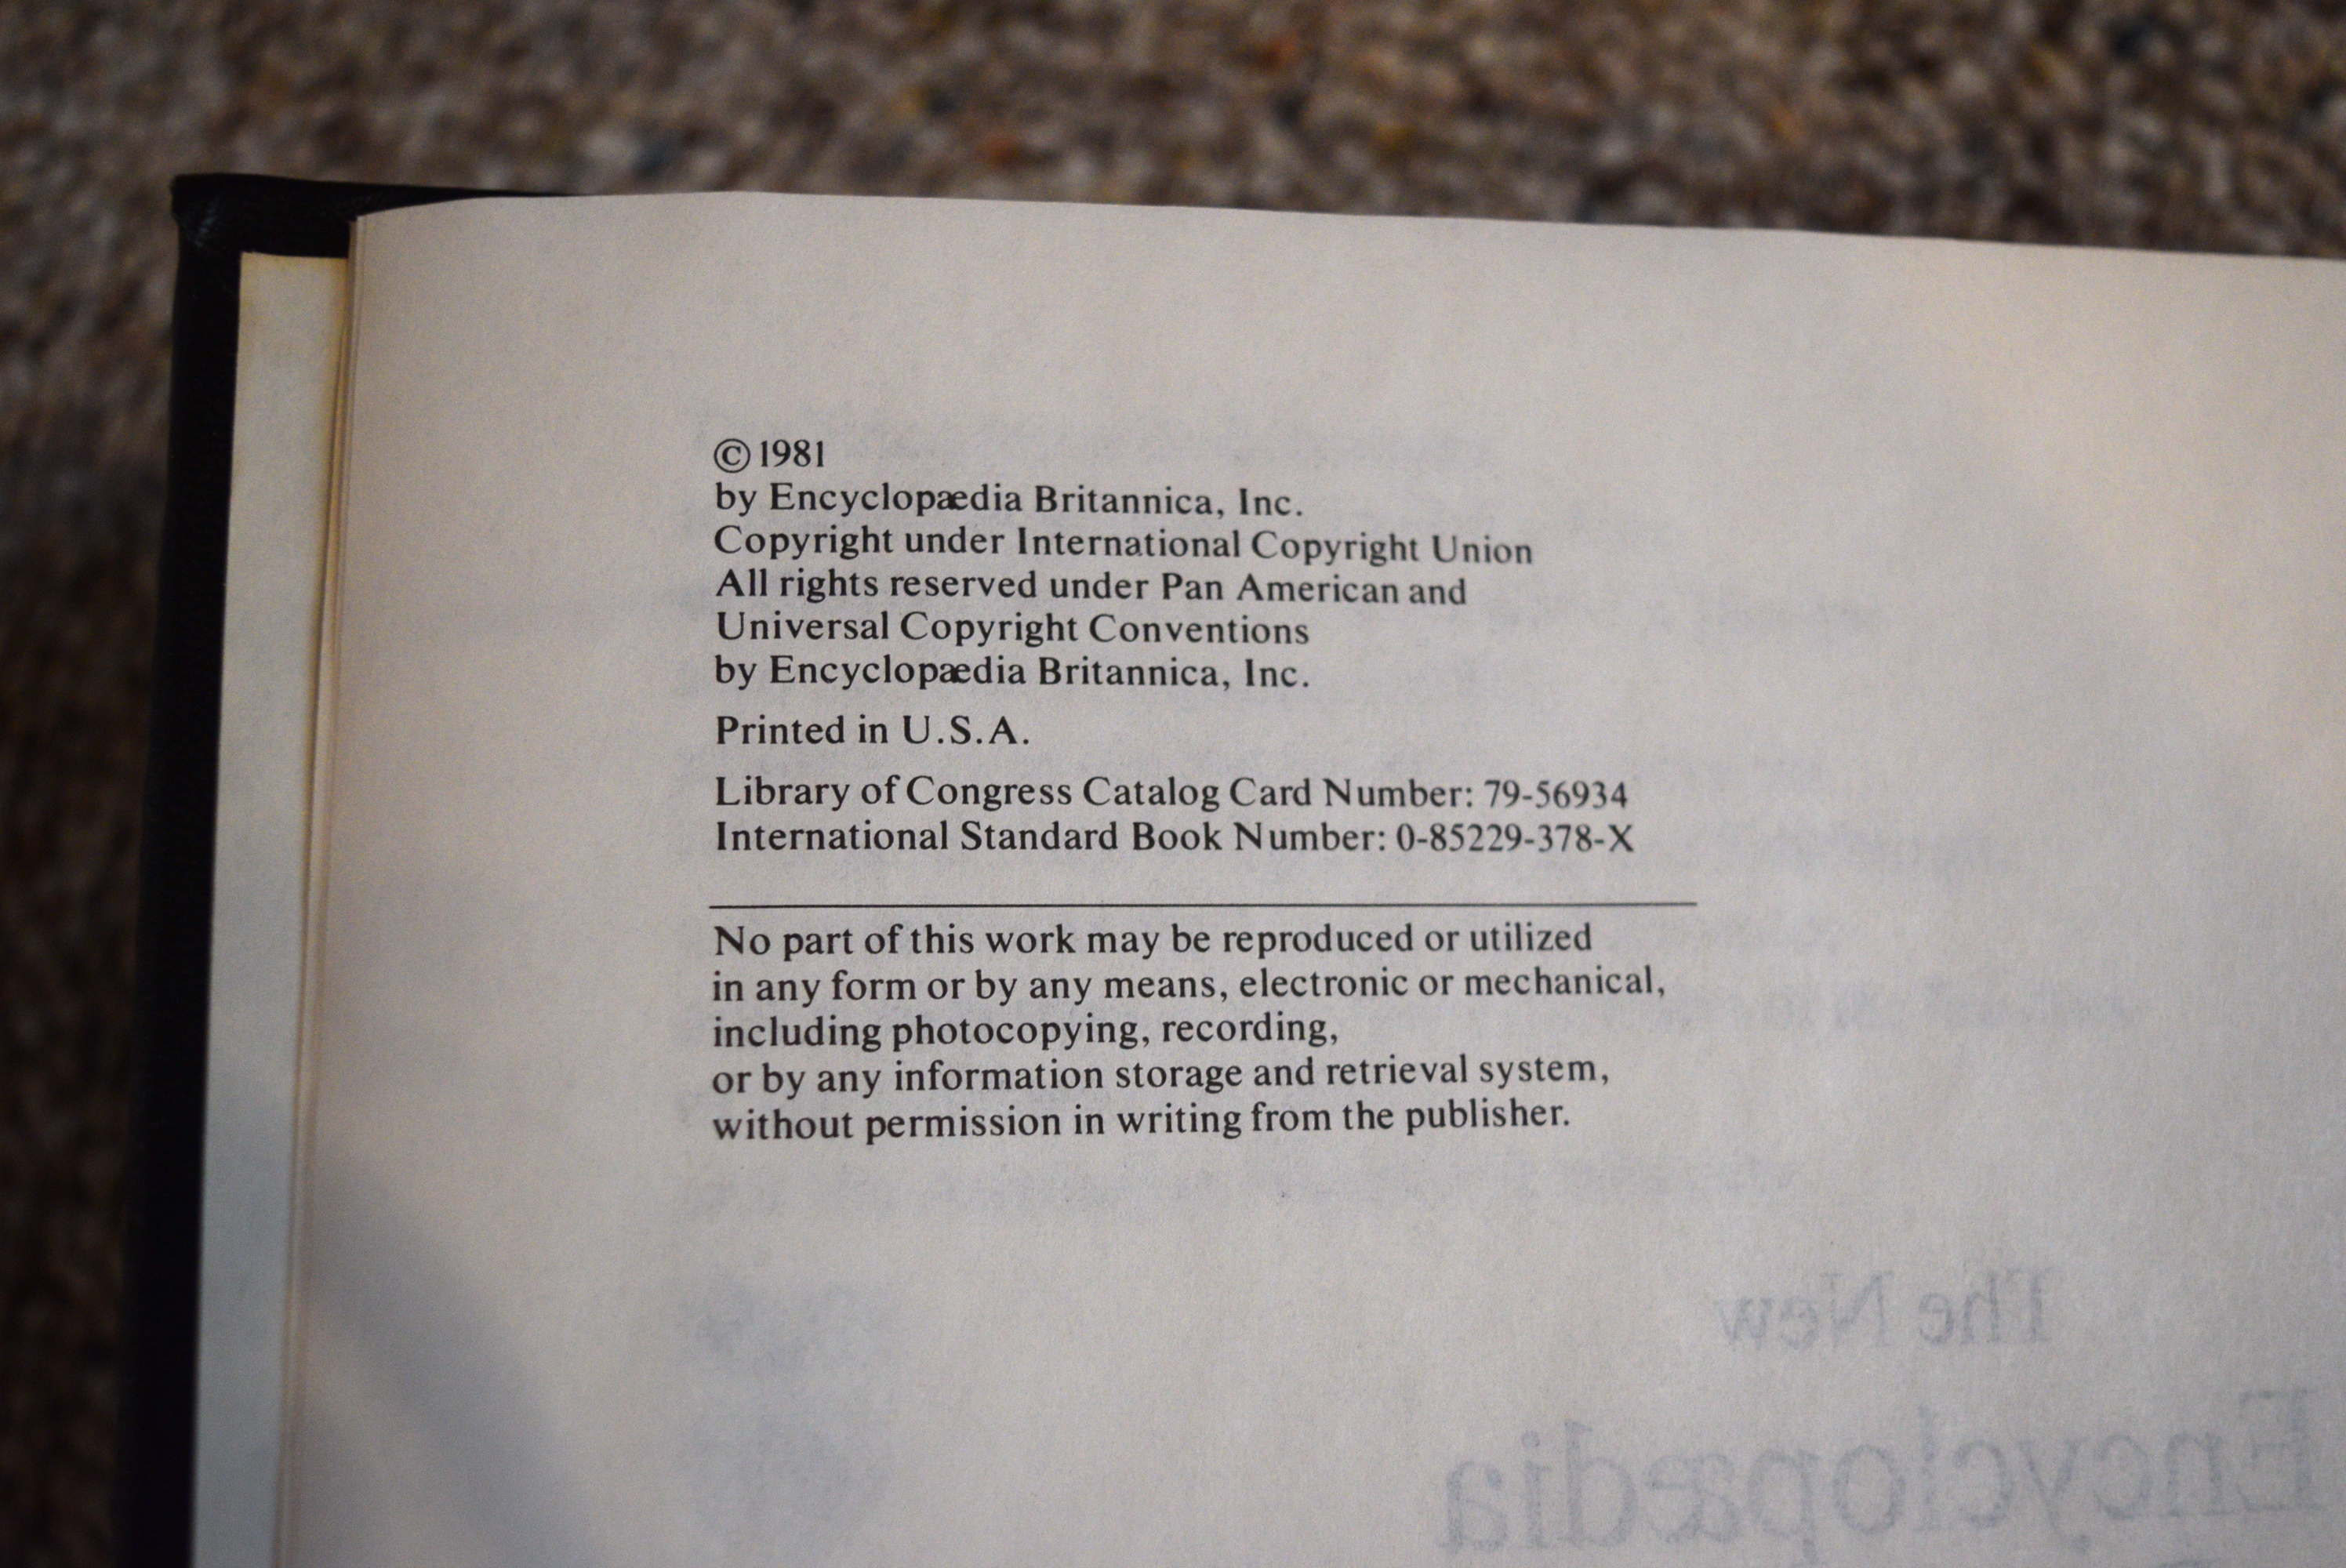 © 1981
by Encyclopædia Britannica, Inc.
Copyright under International Copyright Union
All rights reserved under Pan American and
Universal Copyright Conventions
by Encyclopædia Britannica, Inc.
Printed in U.S.A.
Library of Congress Catalog Card Number: 79-56934
International Standard Book Number: 0-85229-378-X
No part of this work may be reproduced or utilized
in any form or by any means, electronic or mechanical,
including photocopying, recording,
or by any information storage and retrieval system,
without permission in writing from the publisher.
The New
Encyclopædia